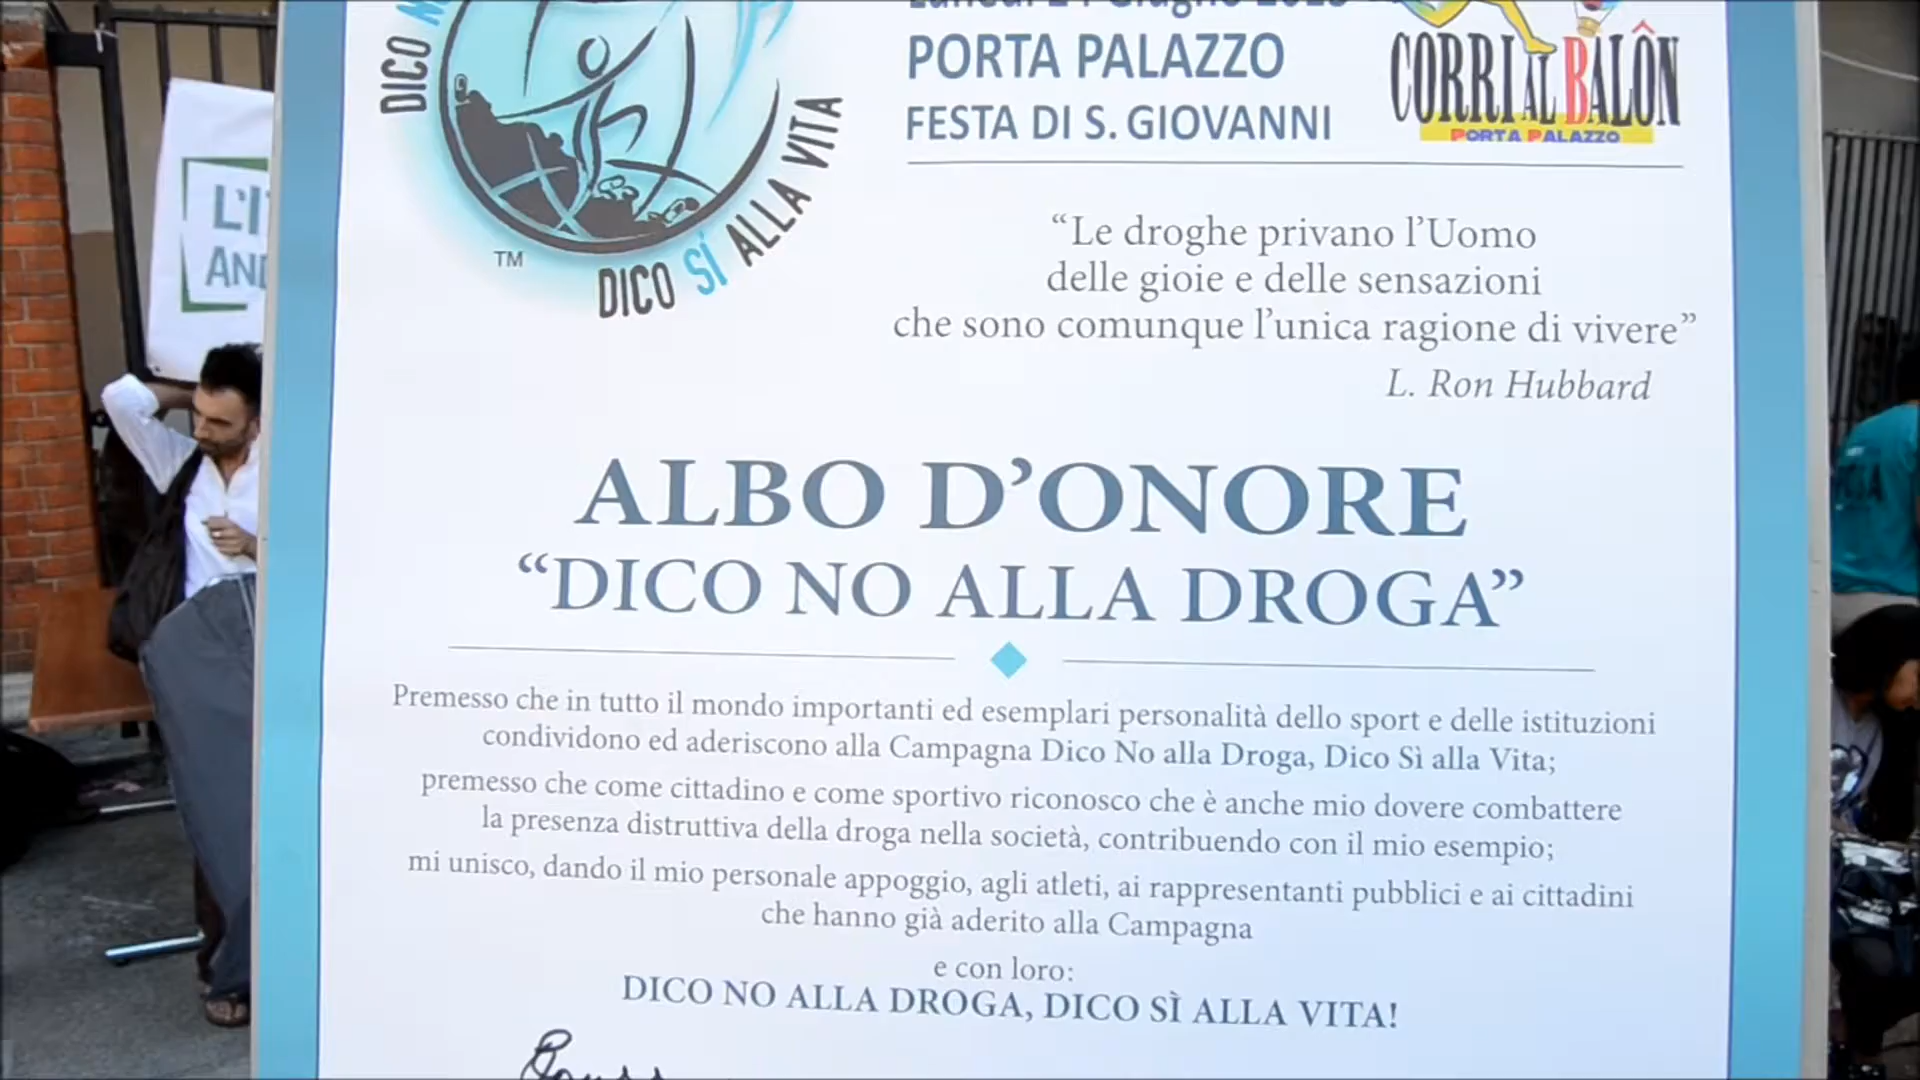 PORTA PALAZZO
FESTA DI S. GIOVANNI
CORRI AL BALÔN
PORTA PALAZZO
DICO
DICO SÌ ALLA VITA
TM
“Le droghe privano l’Uomo
delle gioie e delle sensazioni
che sono comunque l’unica ragione di vivere”
L. Ron Hubbard
ALBO D’ONORE
“DICO NO ALLA DROGA”
Premesso che in tutto il mondo importanti ed esemplari personalità dello sport e delle istituzioni
condividono ed aderiscono alla Campagna Dico No alla Droga, Dico Sì alla Vita;
premesso che come cittadino e come sportivo riconosco che è anche mio dovere combattere
la presenza distruttiva della droga nella società, contribuendo con il mio esempio;
mi unisco, dando il mio personale appoggio, agli atleti, ai rappresentanti pubblici e ai cittadini
che hanno già aderito alla Campagna
e con loro:
DICO NO ALLA DROGA, DICO SÌ ALLA VITA!